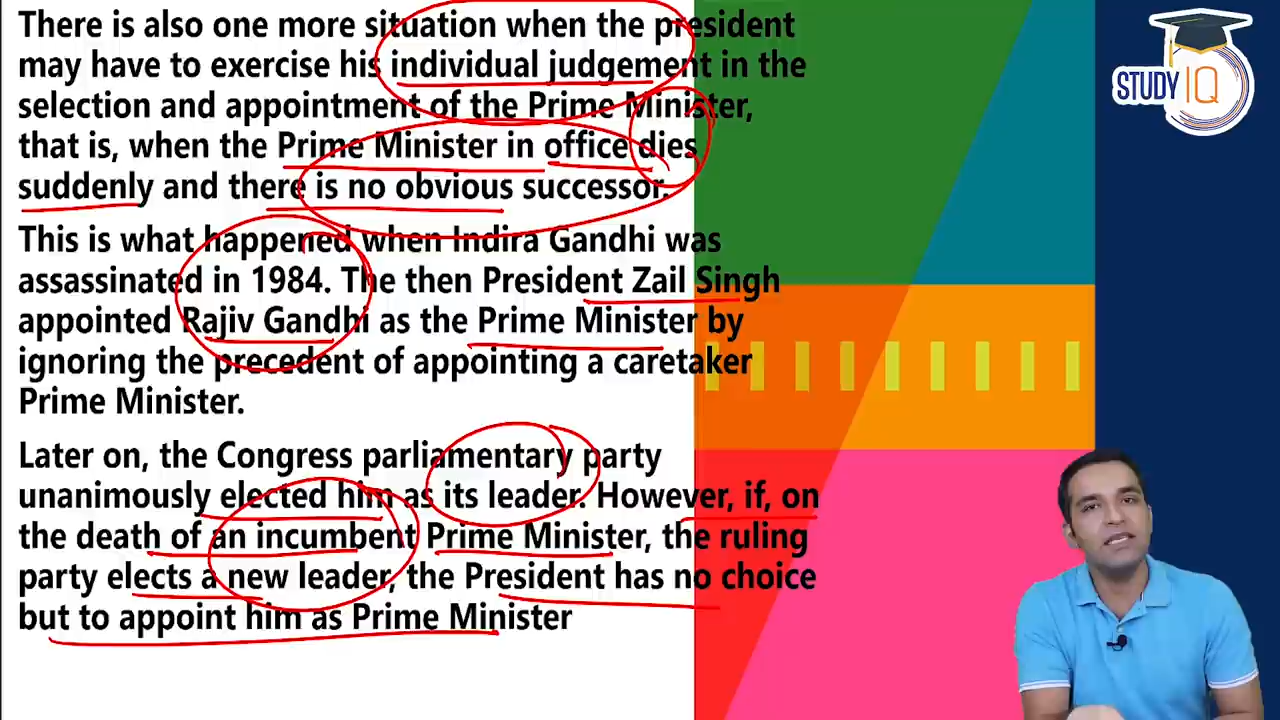 There is also one more situation when the president
may have to exercise his individual judgement in the
selection and appointment of the Prime Minister,
that is, when the Prime Minister in office dies
suddenly and there is no obvious successor.
This is what happened when Indira Gandhi was
assassinated in 1984. The then President Zail Singh
appointed Rajiv Gandhi as the Prime Minister by
ignoring the precedent of appointing a caretaker
Prime Minister.
Later on, the Congress parliamentary party
unanimously elected him as its leader. However, if, on
the death of an incumbent Prime Minister, the ruling
party elects a new leader, the President has no choice
but to appoint him as Prime Minister
STUDY IQ